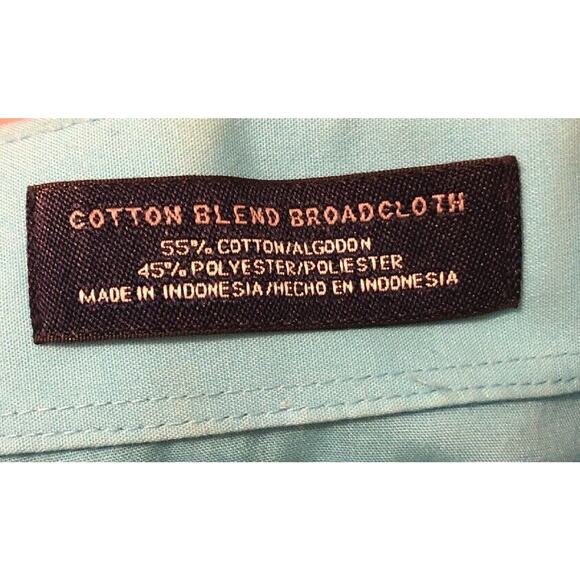 COTTON BLEND BROADCLOTH
55% COTTON/ALGODON
45% POLYESTER/POLIESTER
MADE IN INDONESIA/HECHO EN INDONESIA